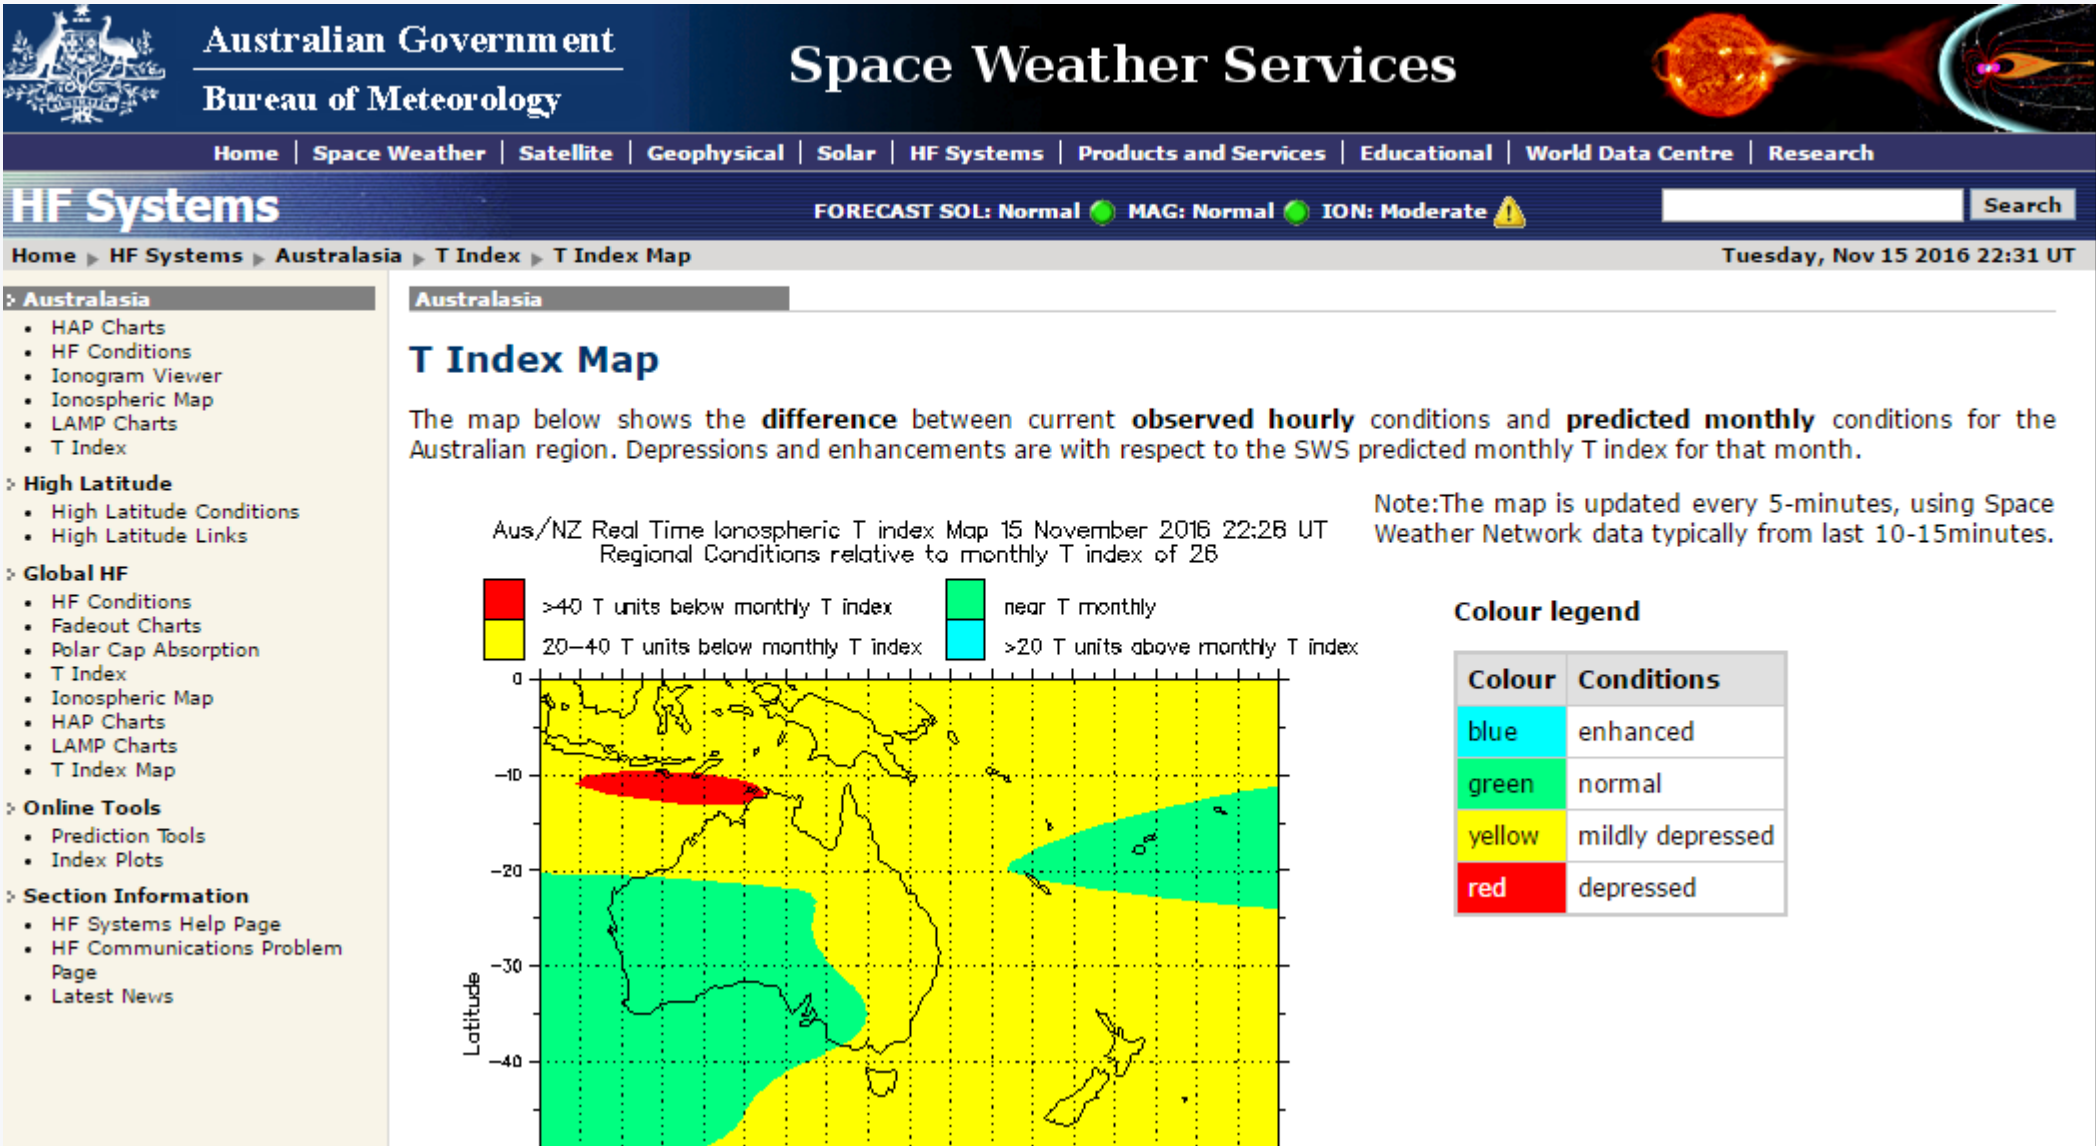 Australian Government
Bureau of Meteorology
Space Weather Services
Home | Space Weather | Satellite | Geophysical | Solar | HF Systems | Products and Services | Educational | World Data Centre | Research
HF Systems
FORECAST SOL: Normal MAG: Normal ION: Moderate
Search
Home ▶ HF Systems ▶ Australasia ▶ T Index ▶ T Index Map
Tuesday, Nov 15 2016 22:31 UT
Australasia
• HAP Charts
• HF Conditions
• Ionogram Viewer
• Ionospheric Map
• LAMP Charts
• T Index
High Latitude
• High Latitude Conditions
• High Latitude Links
Global HF
• HF Conditions
• Fadeout Charts
• Polar Cap Absorption
• T Index
• Ionospheric Map
• HAP Charts
• LAMP Charts
• T Index Map
Online Tools
• Prediction Tools
• Index Plots
Section Information
• HF Systems Help Page
• HF Communications Problem
Page
• Latest News
Australasia
T Index Map
The map below shows the difference between current observed hourly conditions and predicted monthly conditions for the
Australian region. Depressions and enhancements are with respect to the SWS predicted monthly T index for that month.
Note:The map is updated every 5-minutes, using Space
Weather Network data typically from last 10-15minutes.
Aus/NZ Real Time Ionospheric T index Map 15 November 2016 22:28 UT
Regional Conditions relative to monthly T index of 26
>40 T units below monthly T index
near T monthly
20-40 T units below monthly T index
>20 T units above monthly T index
0
-10
-20
-30
-40
Latitude
Colour legend
Colour Conditions
blue enhanced
green normal
yellow mildly depressed
red depressed